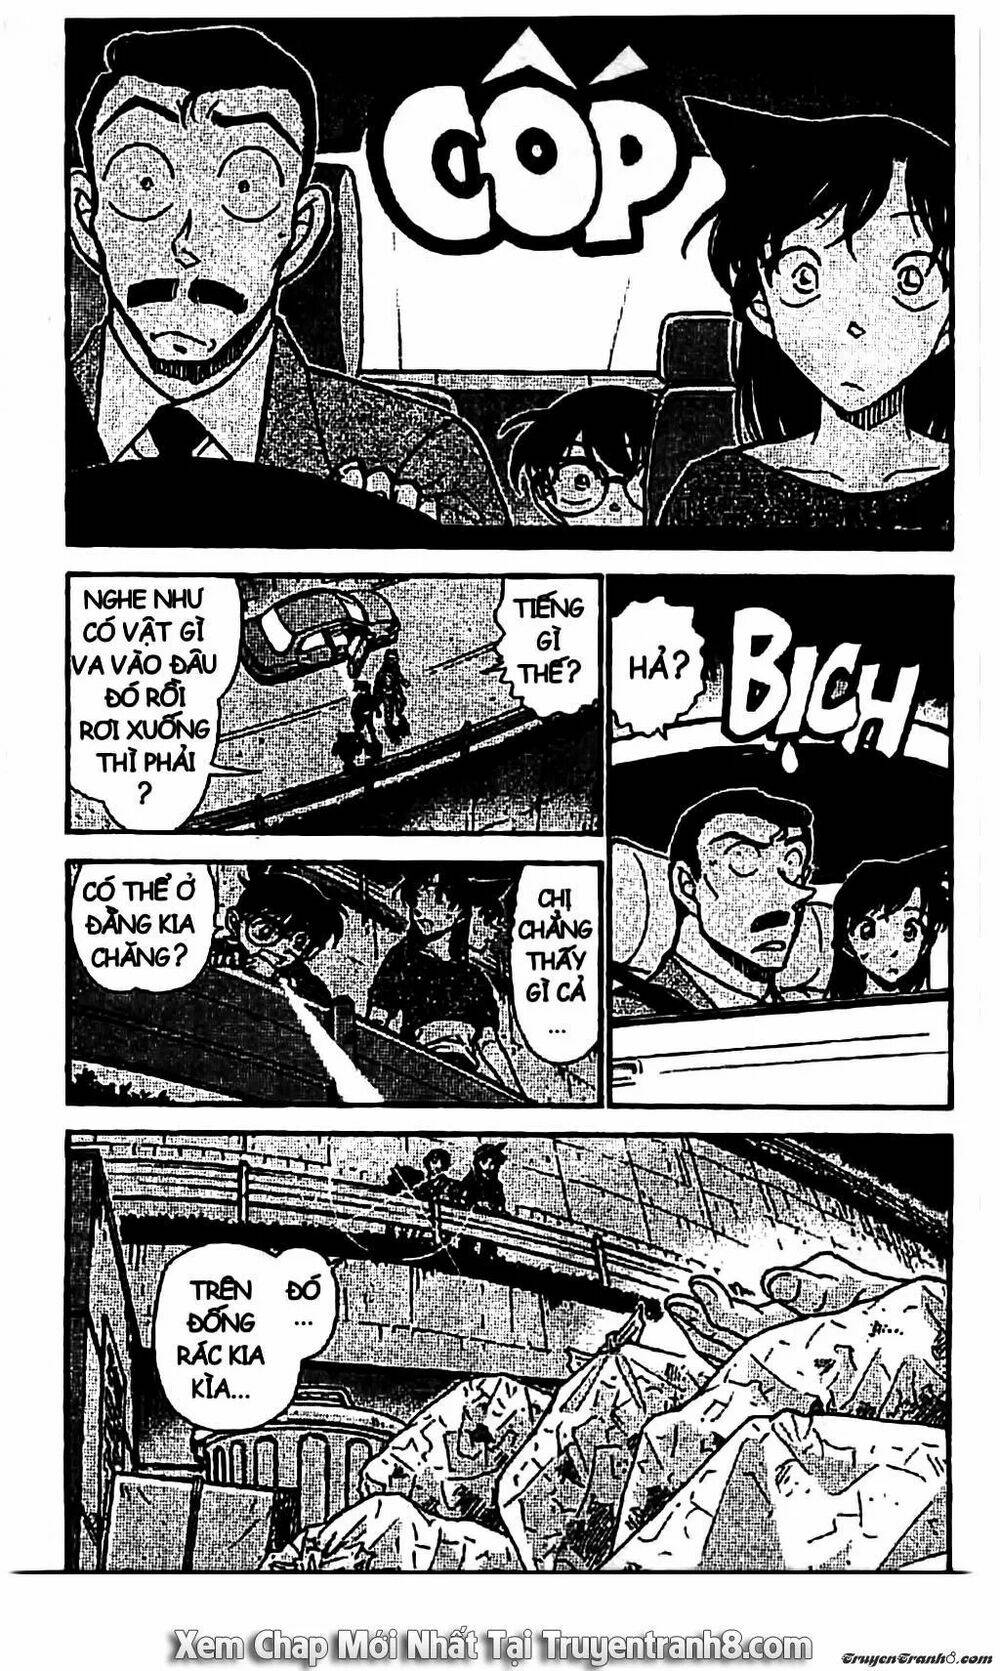 CỐP
HẢ?
BỊCH
TIẾNG
GÌ
THẾ?
NGHE NHƯ
CÓ VẬT GÌ
VA VÀO ĐÂU
ĐÓ RỒI
RƠI XUỐNG
THÌ PHẢI
?
CHỊ
CHẲNG
THẤY
GÌ CẢ
...
CÓ THỂ Ở
ĐẰNG KIA
CHĂNG?
ĐÓ
...
TRÊN
ĐỐNG
RÁC KIA
KÌA...
Xem Chap Mới Nhất Tại Truyentranh8.com
TruyenTranh8.com